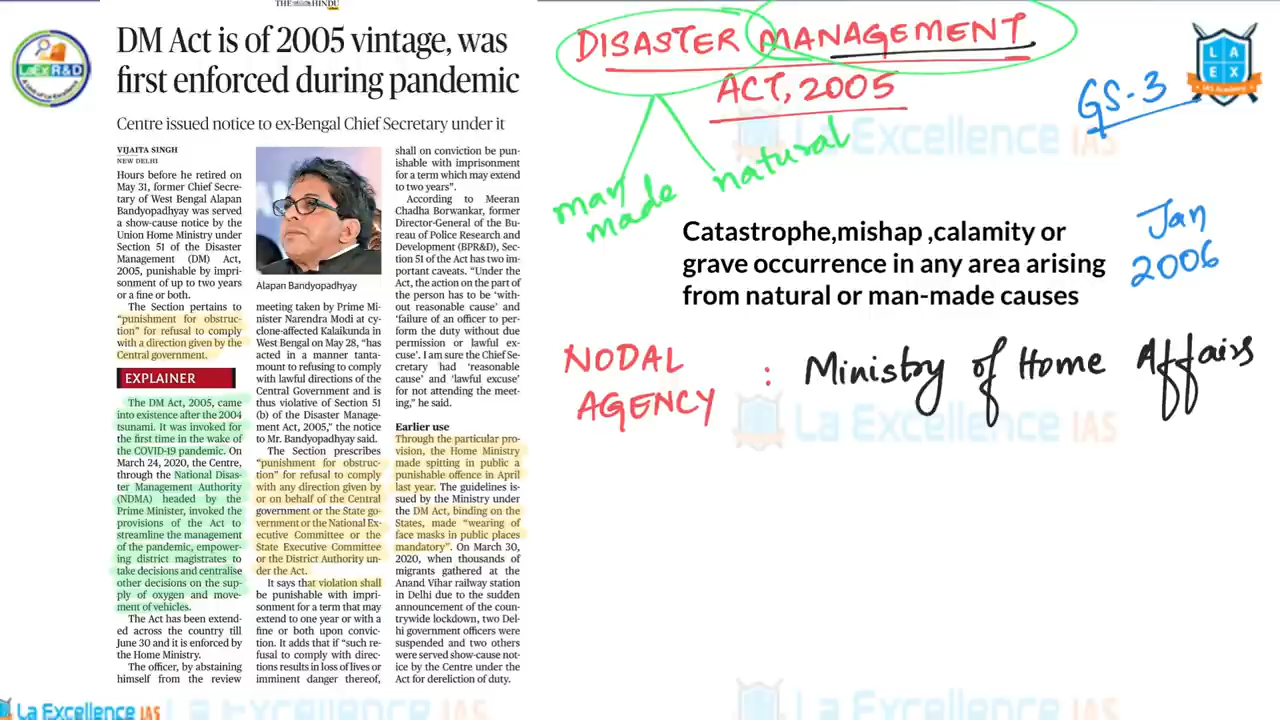 THE HINDU
DM Act is of 2005 vintage, was
first enforced during pandemic
Centre issued notice to ex-Bengal Chief Secretary under it
VIJAITA SINGH
NEW DELHI
Hours before he retired on
May 31, former Chief Secre-
tary of West Bengal Alapan
Bandyopadhyay was served
a show-cause notice by the
Union Home Ministry under
Section 51 of the Disaster
Management (DM) Act,
2005, punishable by impri-
sonment of up to two years
or a fine or both.
The Section pertains to
“punishment for obstruc-
tion” for refusal to comply
with a direction given by the
Central government.
EXPLAINER
The DM Act, 2005, came
into existence after the 2004
tsunami. It was invoked for
the first time in the wake of
the COVID-19 pandemic. On
March 24, 2020, the Centre,
through the National Disas-
ter Management Authority
(NDMA) headed by the
Prime Minister, invoked the
provisions of the Act to
streamline the management
of the pandemic, empower-
ing district magistrates to
take decisions and centralise
other decisions on the sup-
ply of oxygen and move-
ment of vehicles.
The Act has been extend-
ed across the country till
June 30 and it is enforced by
the Home Ministry.
The officer, by abstaining
himself from the review
Alapan Bandyopadhyay
meeting taken by Prime Mi-
nister Narendra Modi at cy-
clone-affected Kalaikunda in
West Bengal on May 28, “has
acted in a manner tanta-
mount to refusing to comply
with lawful directions of the
Central Government and is
thus violative of Section 51
(b) of the Disaster Manage-
ment Act, 2005,” the notice
to Mr. Bandyopadhyay said.
The Section prescribes
“punishment for obstruc-
tion” for refusal to comply
with any direction given by
or on behalf of the Central
government or the State go-
vernment or the National Ex-
ecutive Committee or the
State Executive Committee
or the District Authority un-
der the Act.
It says that violation shall
be punishable with impri-
sonment for a term that may
extend to one year or with a
fine or both upon convic-
tion. It adds that if “such re-
fusal to comply with direc-
tions results in loss of lives or
imminent danger thereof,
shall on conviction be pun-
ishable with imprisonment
for a term which may extend
to two years”.
According to Meeran
Chadha Borwankar, former
Director-General of the Bu-
reau of Police Research and
Development (BPR&D), Sec-
tion 51 of the Act has two im-
portant caveats. “Under the
Act, the action on the part of
the person has to be ‘with-
out reasonable cause’ and
‘failure of an officer to per-
form the duty without due
permission or lawful ex-
cuse’. I am sure the Chief Se-
cretary had ‘reasonable
cause’ and ‘lawful excuse’
for not attending the meet-
ing,” he said.
Earlier use
Through the particular pro-
vision, the Home Ministry
made spitting in public a
punishable offence in April
last year. The guidelines is-
sued by the Ministry under
the DM Act, binding on the
States, made “wearing of
face masks in public places
mandatory”. On March 30,
2020, when thousands of
migrants gathered at the
Anand Vihar railway station
in Delhi due to the sudden
announcement of the coun-
trywide lockdown, two Del-
hi government officers were
suspended and two others
were served show-cause not-
ice by the Centre under the
Act for dereliction of duty.
DISASTER MANAGEMENT
ACT, 2005
GS-3
man made
natural
Catastrophe,mishap ,calamity or
grave occurrence in any area arising
from natural or man-made causes
Jan
2006
NODAL
AGENCY : Ministry of Home Affairs
LaEx R&D
LAEX
IAS Academy
La Excellence IAS
La Excellence IAS
La Excellence IAS
La Excellence IAS
La Excellence IAS